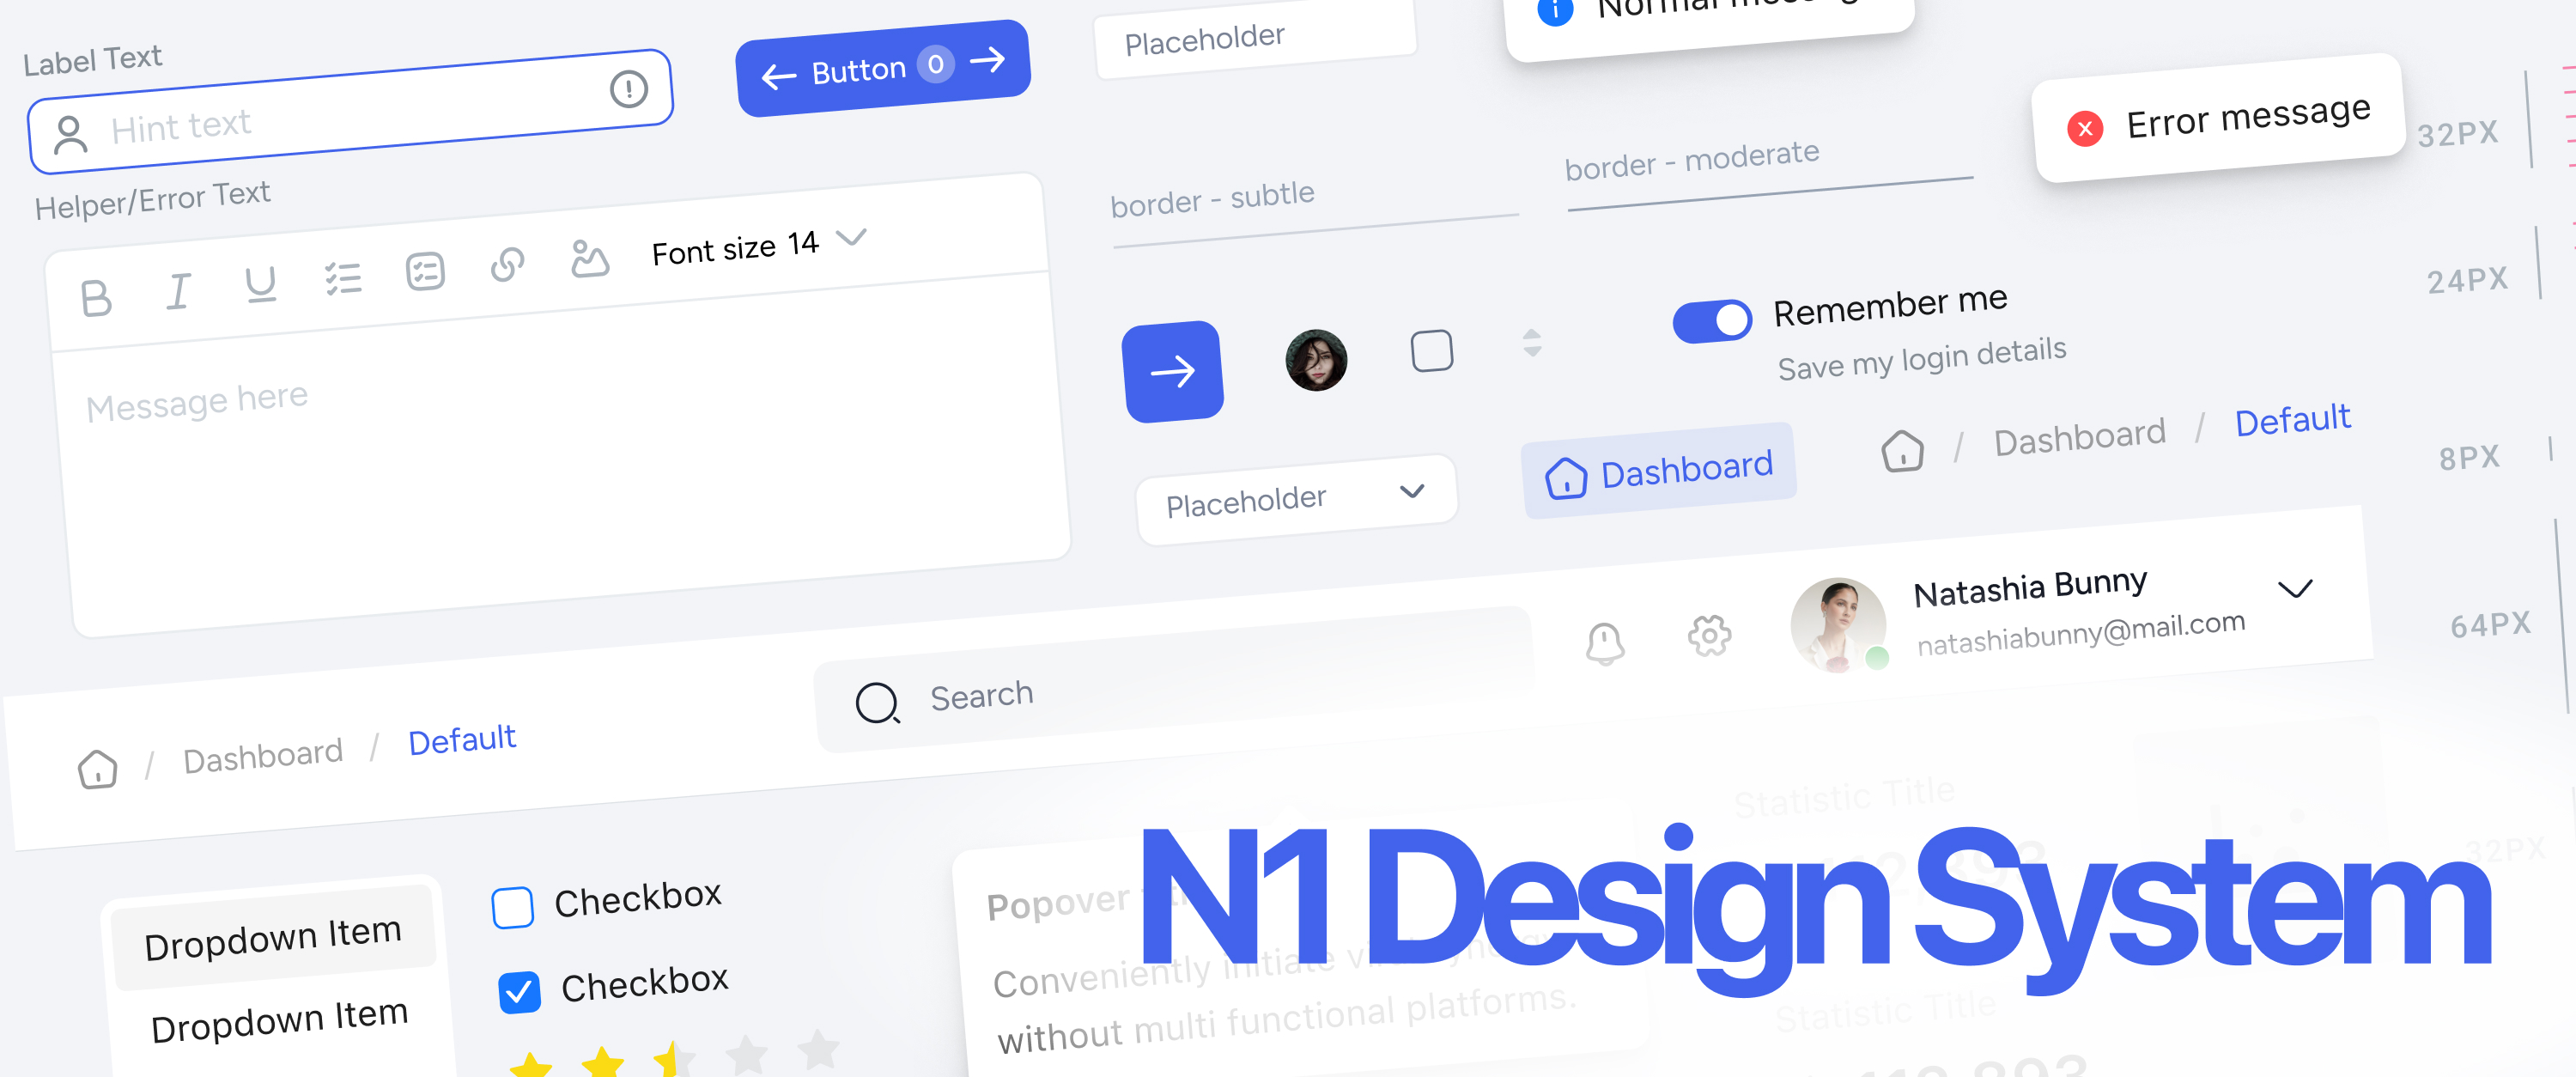 Label Text
Hint text
Helper/Error Text
Button 0
Placeholder
Normal message
Error message
32PX
border - subtle
border - moderate
B I U
Font size 14
Message here
24PX
Remember me
Save my login details
Placeholder
Dashboard
/ Dashboard / Default
8PX
/ Dashboard / Default
Search
Natashia Bunny
natashiabunny@mail.com
64PX
Dropdown Item
Dropdown Item
Checkbox
Checkbox
Popover
Conveniently initiate
without multi functional platforms.
Statistic Title
32PX
N1 Design System
Statistic Title